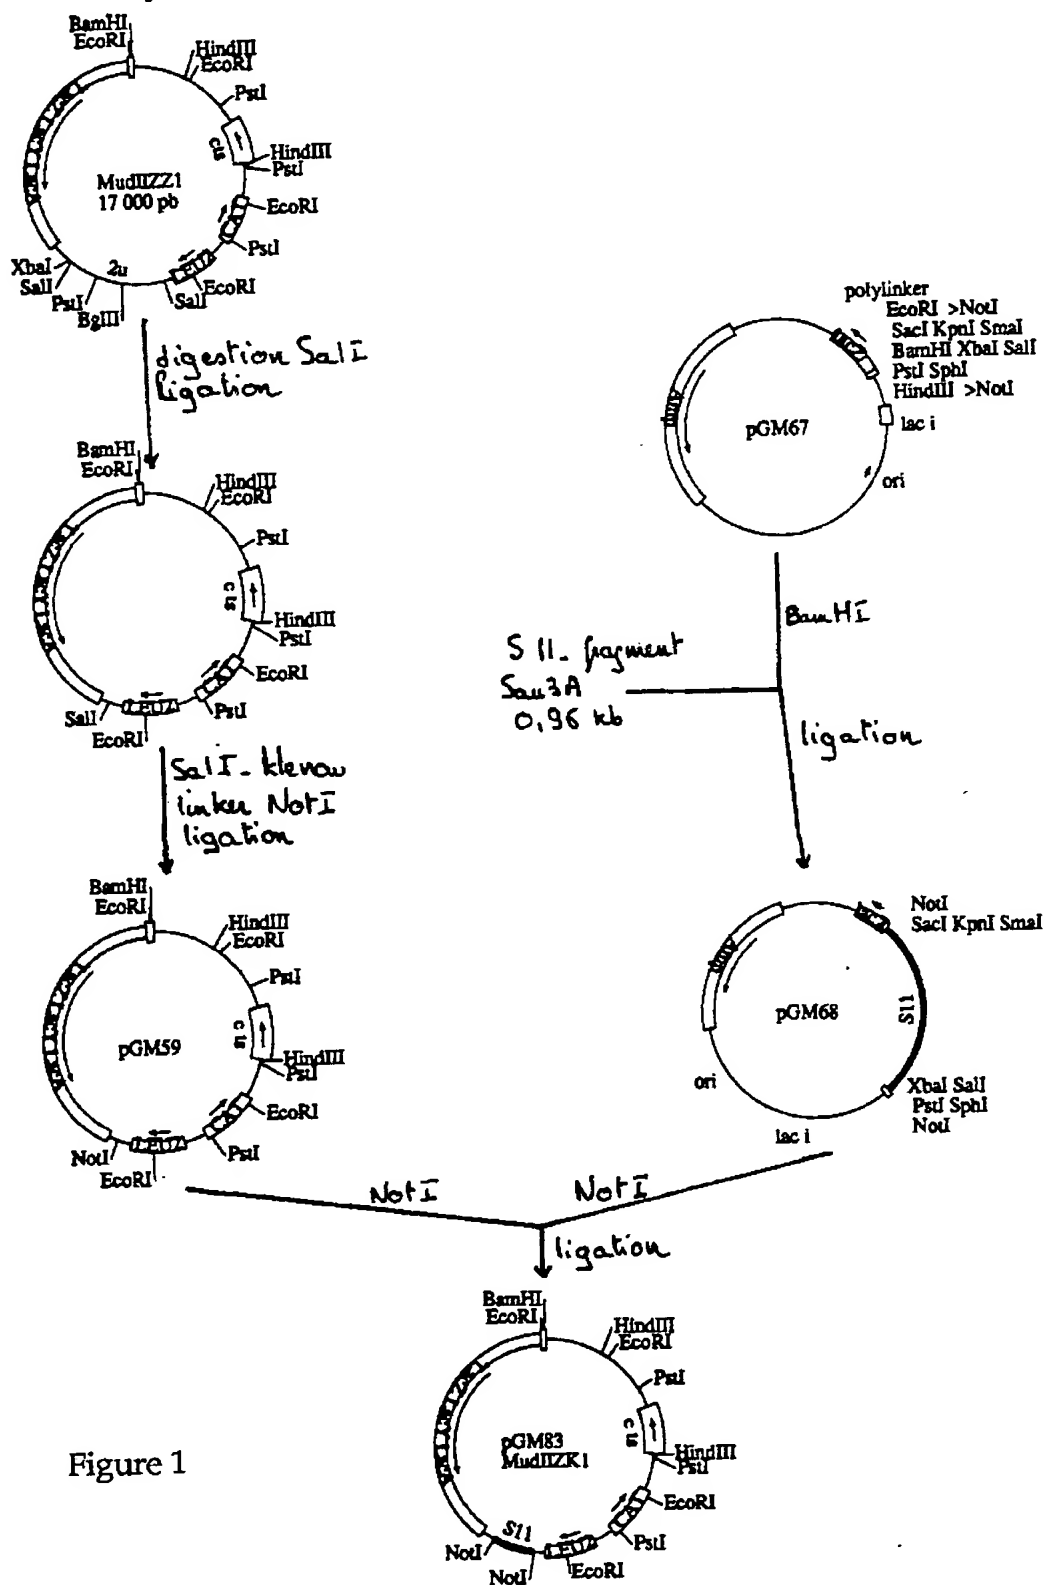 BamHI
EcoRI
HindIII
EcoRI
PstI
cts
HindIII
PstI
MudIIZZ1
17 000 pb
EcoRI
PstI
EcoRI
SalI
2u
XbaI
SalI
PstI
BglII
digestion SalI
ligation
polylinker
EcoRI >NotI
SacI KpnI SmaI
BamHI XbaI SalI
PstI SphI
HindIII >NotI
lac i
pGM67
ori
BamHI
EcoRI
HindIII
EcoRI
PstI
c ts
HindIII
PstI
EcoRI
PstI
SalI
EcoRI
BamHI
S11_ fragment
Sau3A
0,96 kb
ligation
SalI_ klenow
linker NotI
ligation
BamHI
EcoRI
HindIII
EcoRI
PstI
c ts
pGM59
HindIII
PstI
EcoRI
PstI
NotI
EcoRI
NotI
SacI KpnI SmaI
pGM68
S11
ori
XbaI SalI
PstI SphI
NotI
lac i
NotI
NotI
ligation
BamHI
EcoRI
HindIII
EcoRI
PstI
c ts
pGM83
MudIIZK1
HindIII
PstI
EcoRI
PstI
S11
NotI
EcoRI
NotI
Figure 1